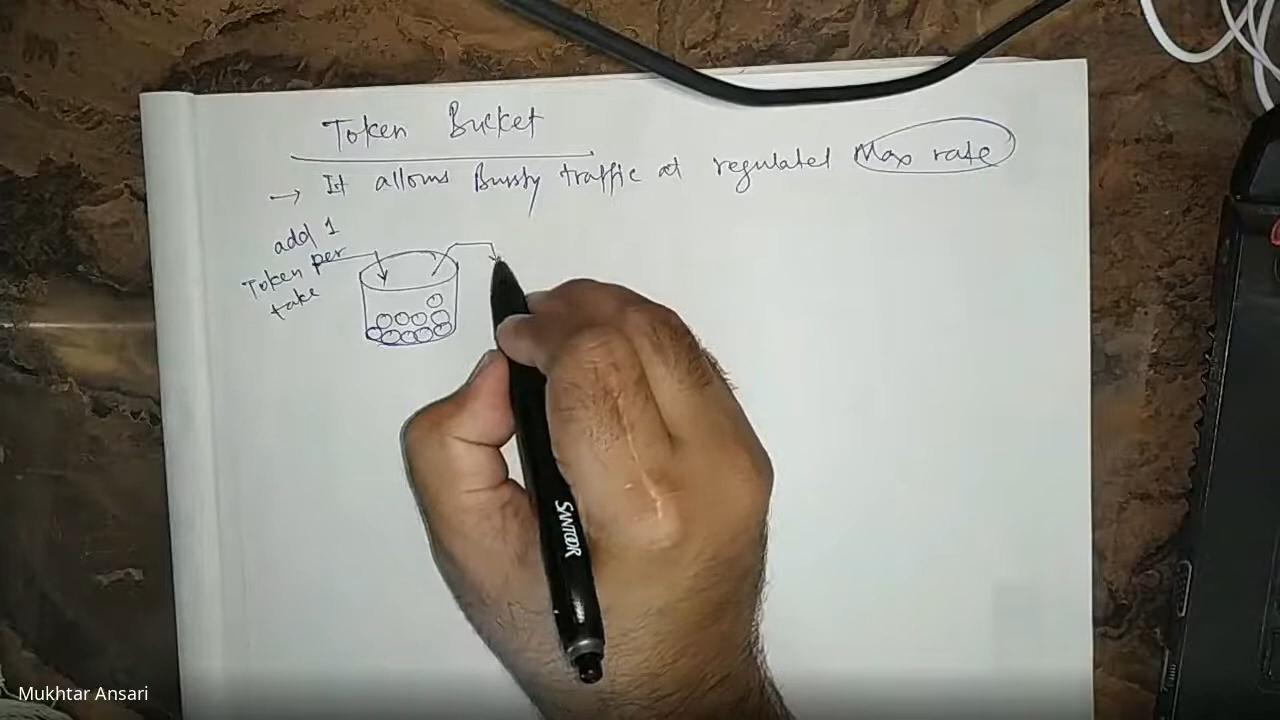 Token Bucket
→ It allows Bursty traffic at regulated Max rate
add 1
Token per
take
SANTOOR
Mukhtar Ansari